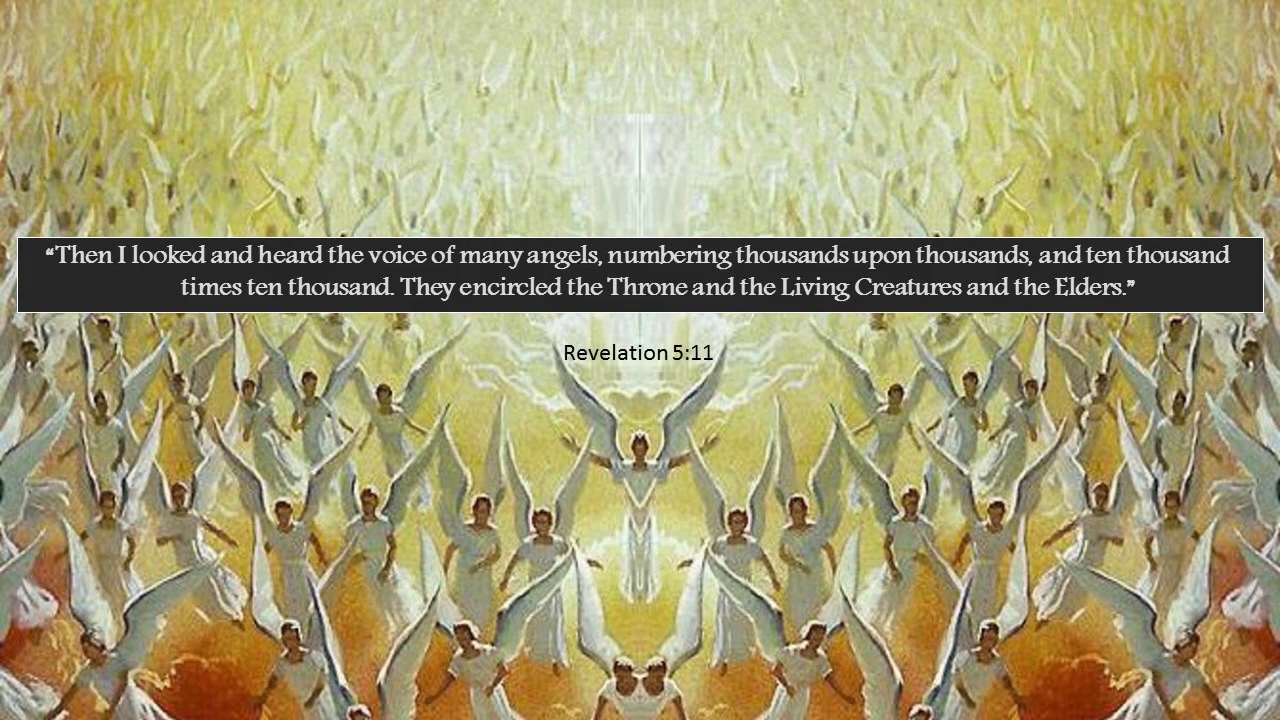 “Then I looked and heard the voice of many angels, numbering thousands upon thousands, and ten thousand
times ten thousand. They encircled the Throne and the Living Creatures and the Elders.”
Revelation 5:11